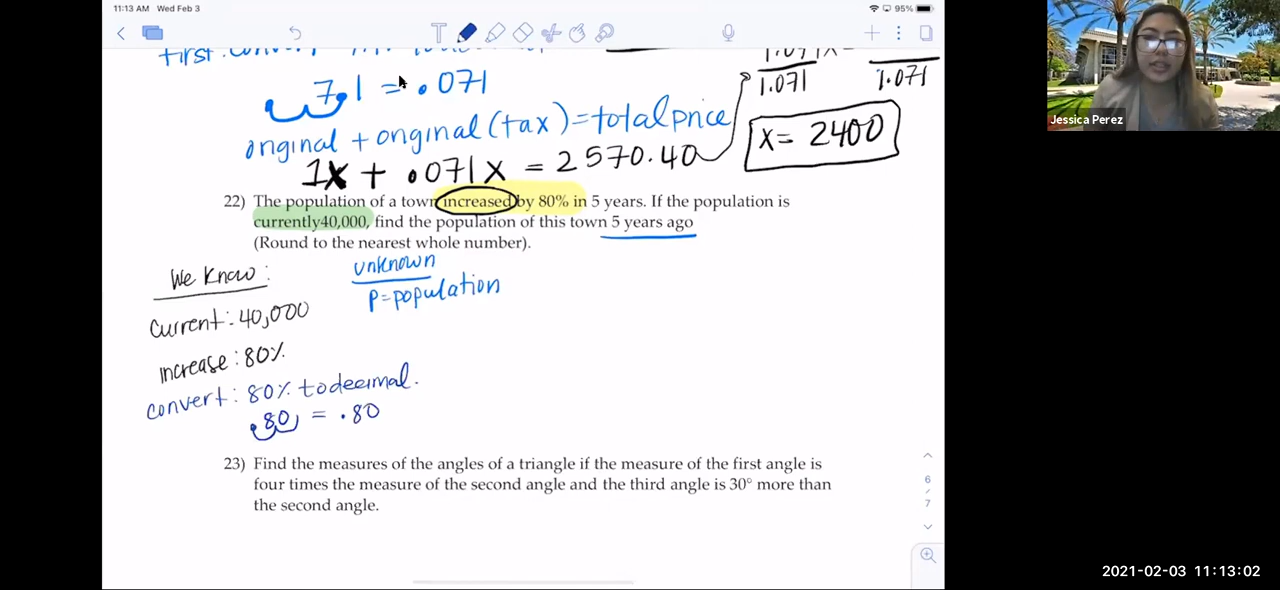 11:13 AM Wed Feb 3
95%
7.1 = .071
original + original (tax) = total price
1x + .071x = 2570.40
1.071 1.071
x = 2400
22) The population of a town increased by 80% in 5 years. If the population is
currently40,000, find the population of this town 5 years ago
(Round to the nearest whole number).
We Know:
current: 40,000
increase: 80%
convert: 80% to decimal.
.80 = .80
unknown
P=population
23) Find the measures of the angles of a triangle if the measure of the first angle is
four times the measure of the second angle and the third angle is 30° more than
the second angle.
6
/
7
Jessica Perez
2021-02-03 11:13:02